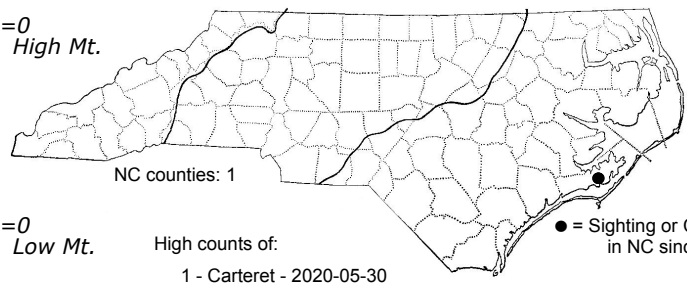 =0
High Mt.
NC counties: 1
=0
Low Mt.
High counts of:
1 - Carteret - 2020-05-30
● = Sighting or
in NC